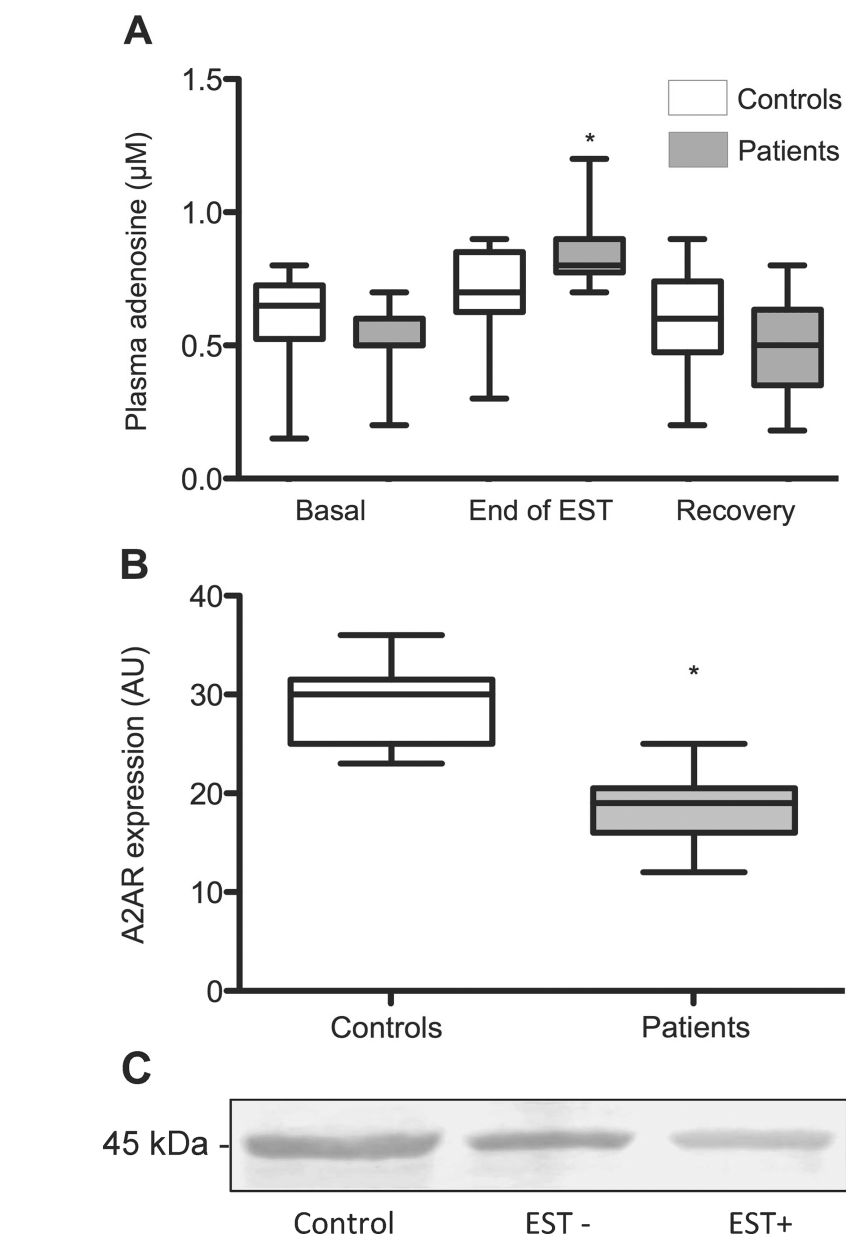 A
1.5
Controls
*
Patients
1.0
Plasma adenosine (µM)
0.5
0.0
Basal End of EST Recovery
B
40
*
30
A2AR expression (AU)
20
10
0
Controls Patients
C
45 kDa -
Control EST - EST+